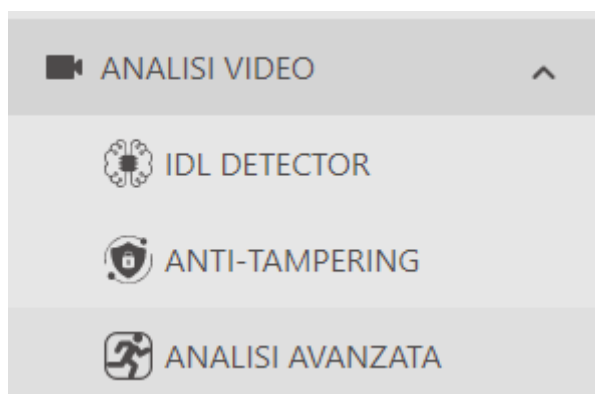 ANALISI VIDEO
IDL DETECTOR
ANTI-TAMPERING
ANALISI AVANZATA